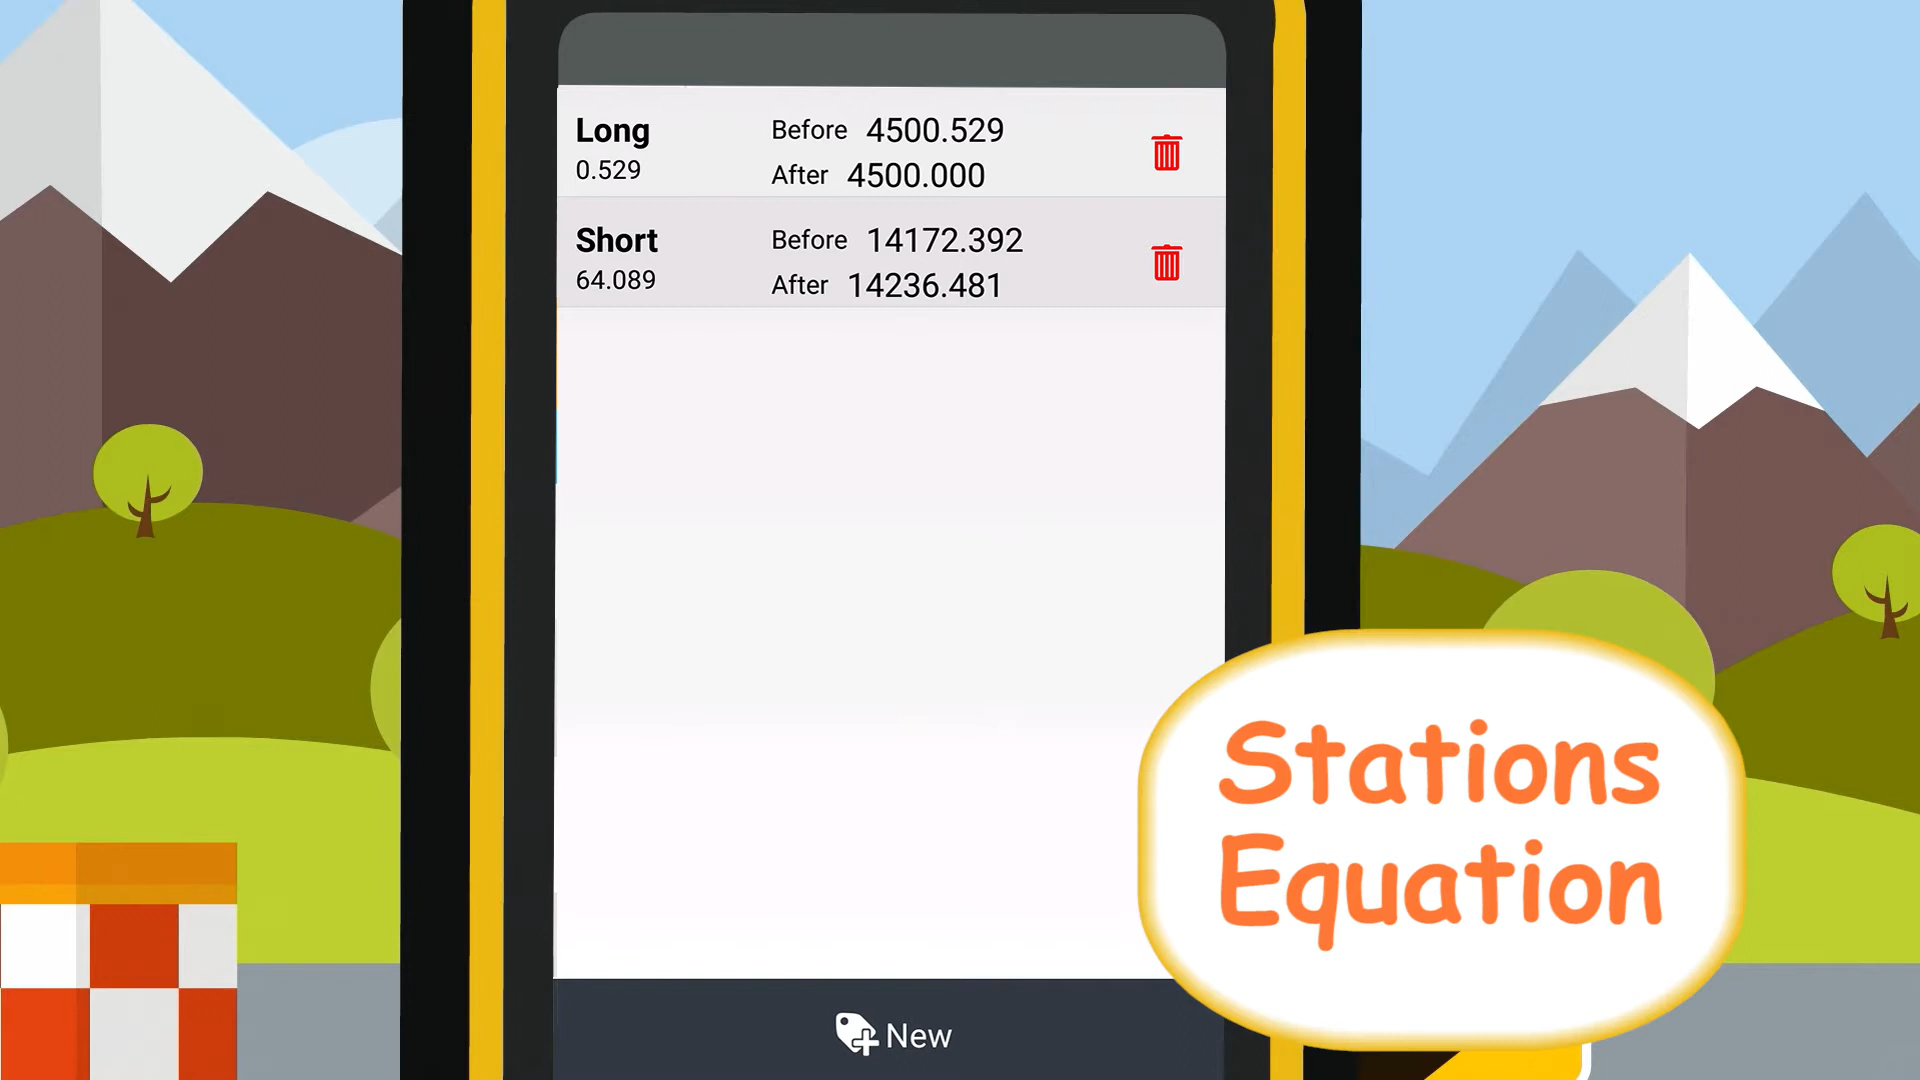 Long
0.529
Before 4500.529
After 4500.000
Short
64.089
Before 14172.392
After 14236.481
Stations
Equation
New